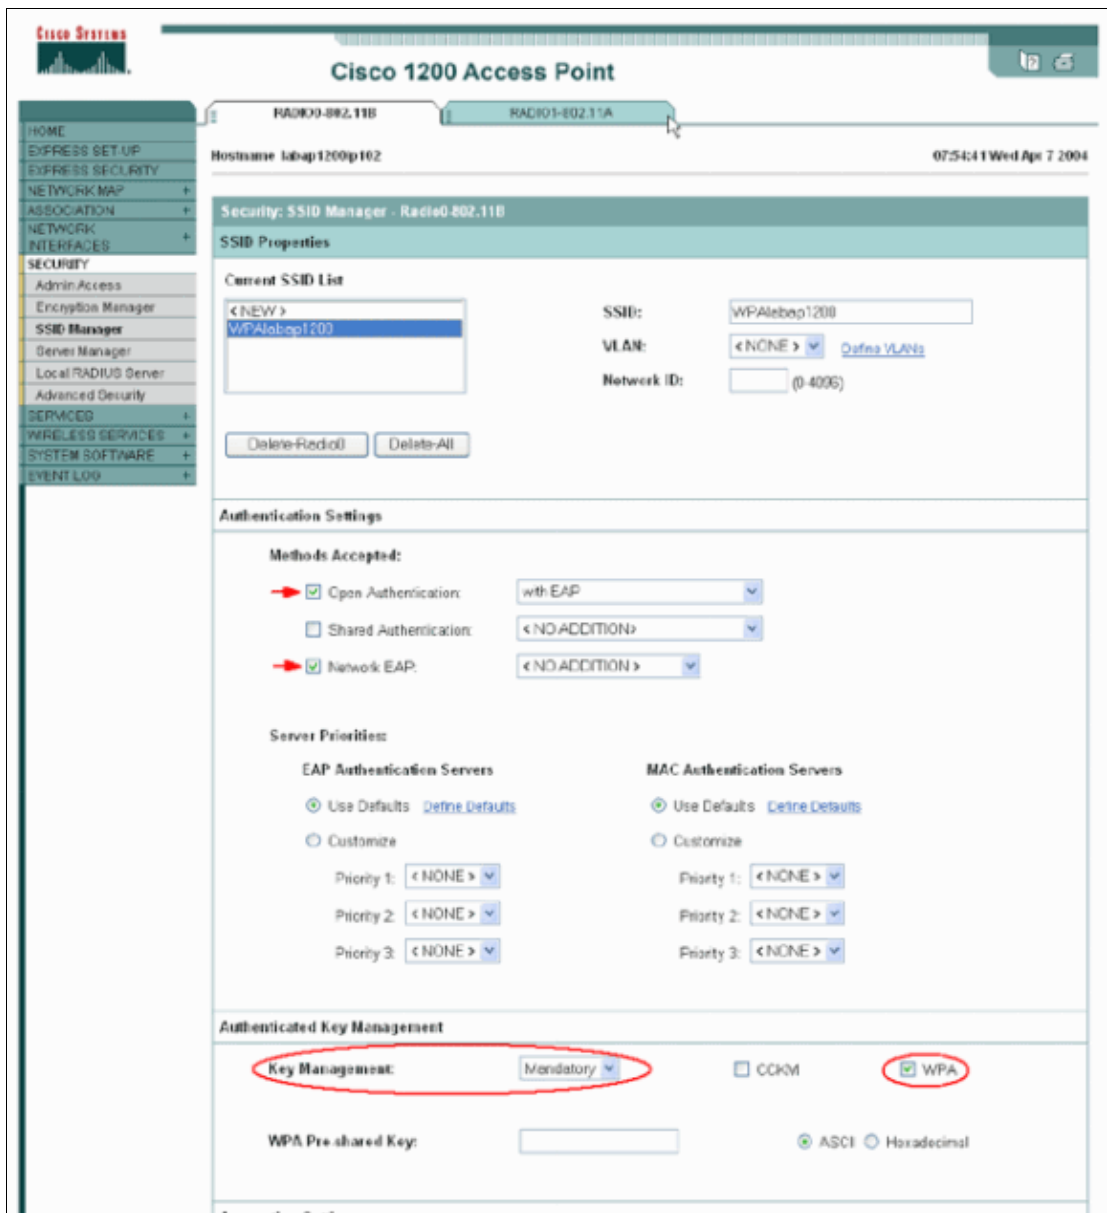 CISCO SYSTEMS
Cisco 1200 Access Point
RADIO0-802.11B
RADIO1-802.11A
HOME
EXPRESS SET-UP
EXPRESS SECURITY
NETWORK MAP +
ASSOCIATION +
NETWORK
INTERFACES +
SECURITY
Admin Access
Encryption Manager
SSID Manager
Server Manager
Local RADIUS Server
Advanced Security
SERVICES +
WIRELESS SERVICES +
SYSTEM SOFTWARE +
EVENT LOG +
Hostname labap1200ip102
07:54:41 Wed Apr 7 2004
Security: SSID Manager - Radio0-802.11B
SSID Properties
Current SSID List
< NEW >
WPAlabap1200
SSID: WPAlabap1200
VLAN: < NONE > Define VLANs
Network ID: (0-4096)
Delete-Radio0 Delete-All
Authentication Settings
Methods Accepted:
Open Authentication: with EAP
Shared Authentication: < NO ADDITION>
Network EAP: < NO ADDITION >
Server Priorities:
EAP Authentication Servers
Use Defaults Define Defaults
Customize
Priority 1: < NONE >
Priority 2: < NONE >
Priority 3: < NONE >
MAC Authentication Servers
Use Defaults Define Defaults
Customize
Priority 1: < NONE >
Priority 2: < NONE >
Priority 3: < NONE >
Authenticated Key Management
Key Management: Mandatory CCKM WPA
WPA Pre-shared Key: ASCII Hexadecimal